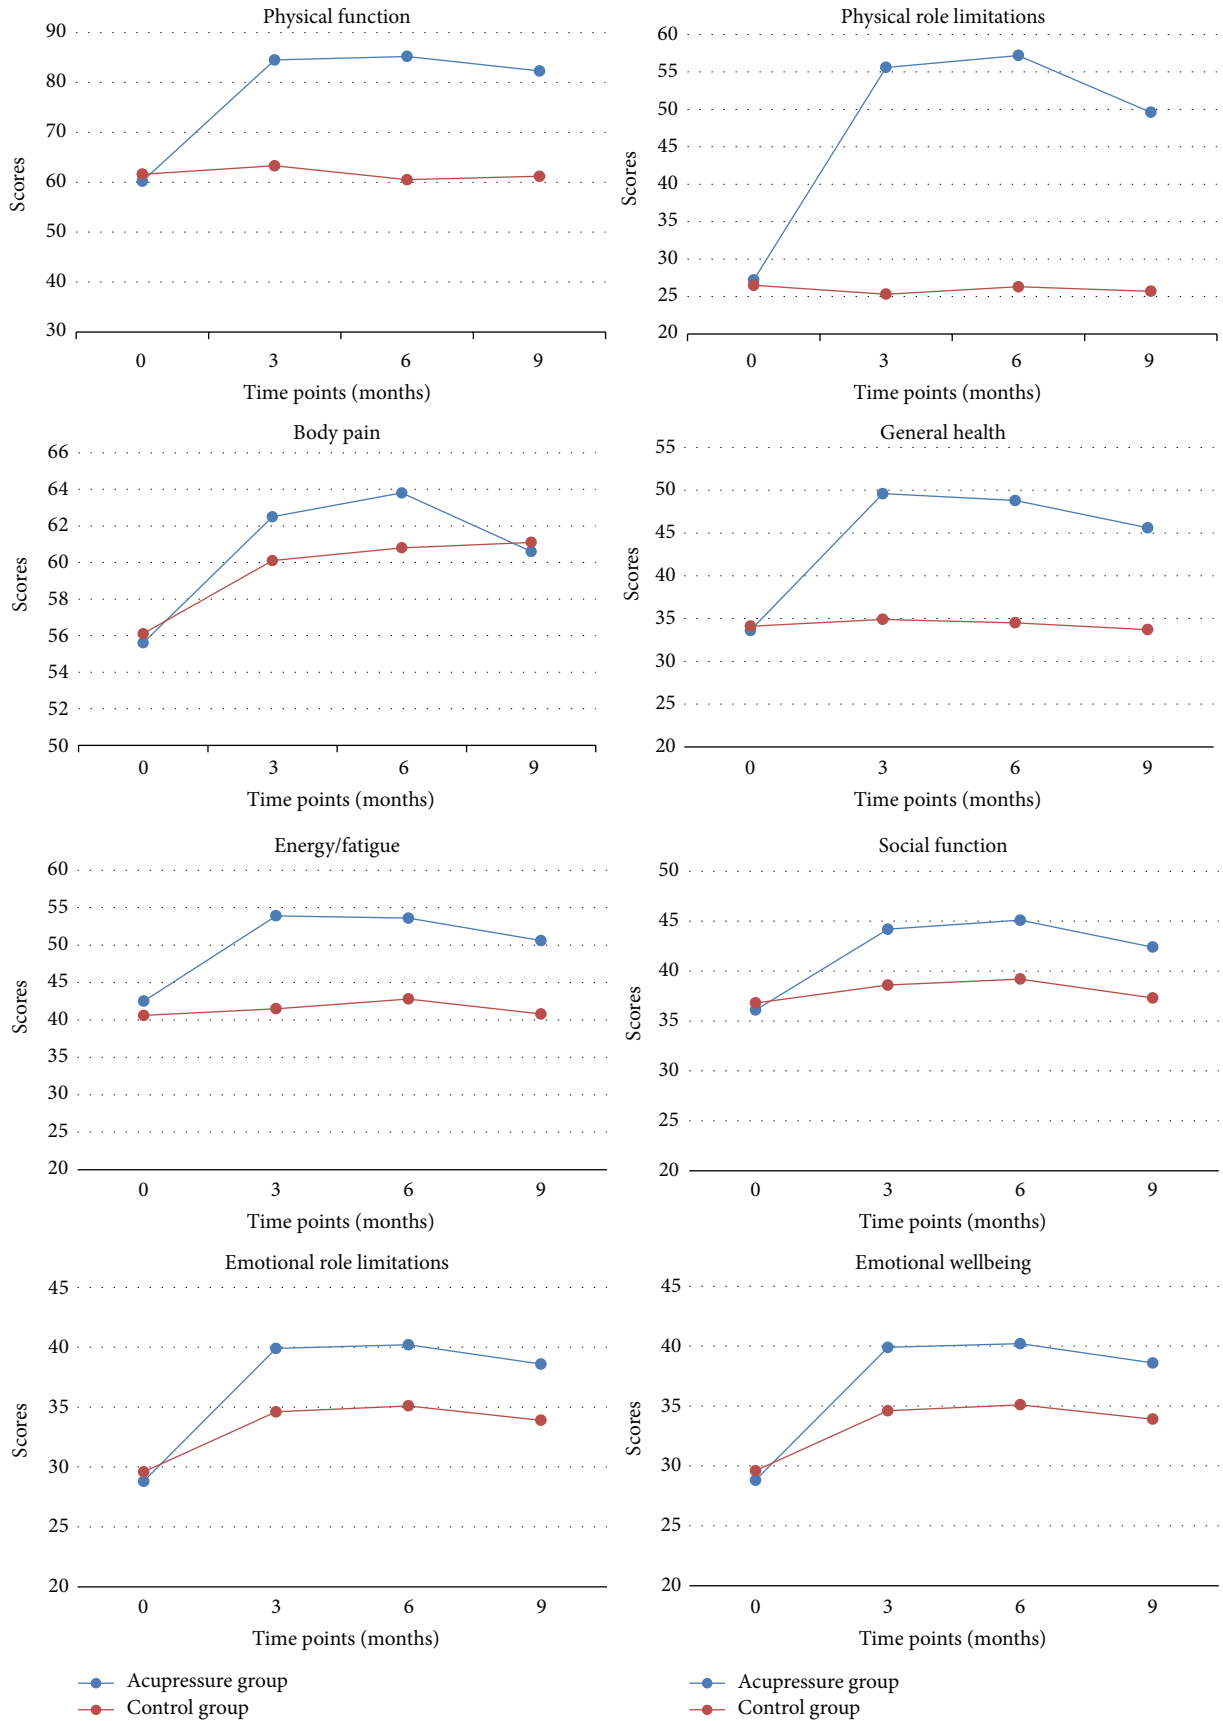 Physical function
90
80
70
60
50
40
30
Scores
0 3 6 9
Time points (months)
Physical role limitations
60
55
50
45
40
35
30
25
20
Scores
0 3 6 9
Time points (months)
Body pain
66
64
62
60
58
56
54
52
50
Scores
0 3 6 9
Time points (months)
General health
55
50
45
40
35
30
25
20
Scores
0 3 6 9
Time points (months)
Energy/fatigue
60
55
50
45
40
35
30
25
20
Scores
0 3 6 9
Time points (months)
Social function
50
45
40
35
30
25
20
Scores
0 3 6 9
Time points (months)
Emotional role limitations
45
40
35
30
25
20
Scores
0 3 6 9
Time points (months)
Acupressure group
Control group
Emotional wellbeing
45
40
35
30
25
20
Scores
0 3 6 9
Time points (months)
Acupressure group
Control group